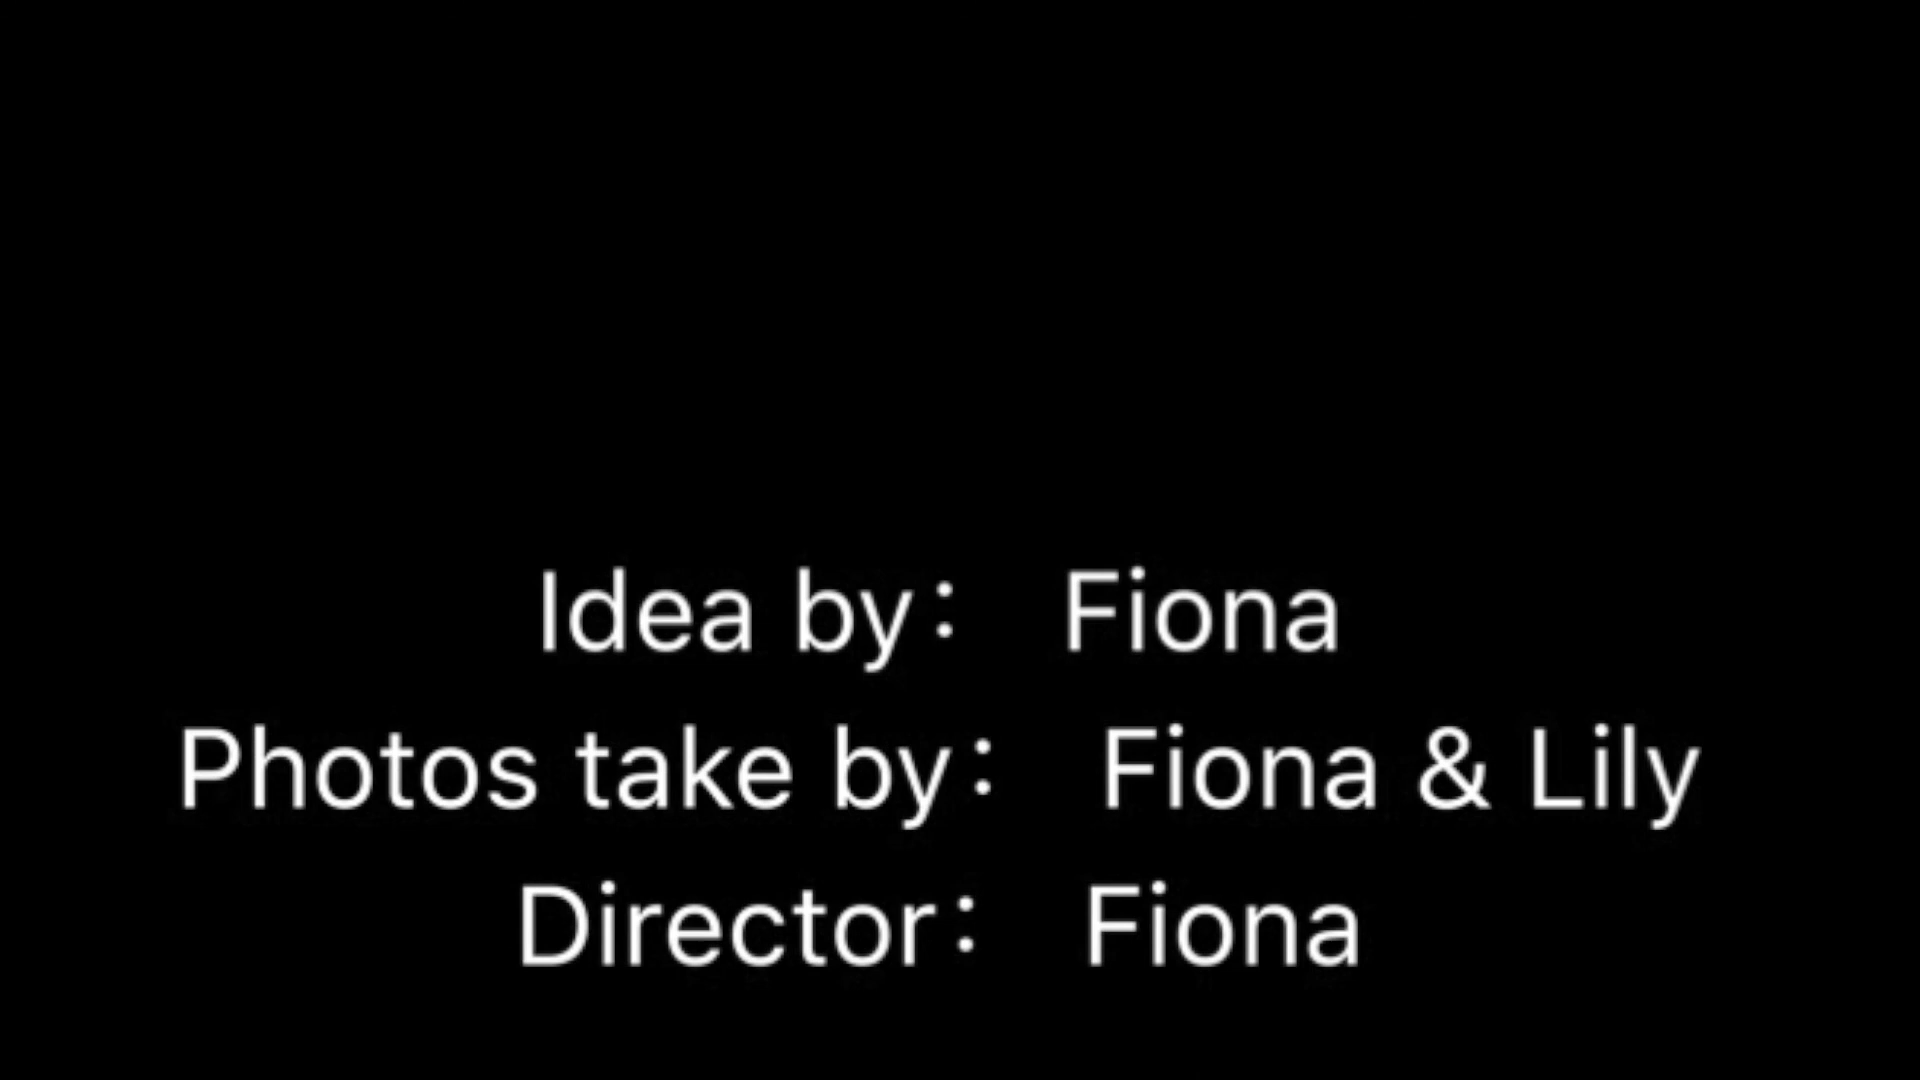 Idea by： Fiona
Photos take by： Fiona & Lily
Director： Fiona